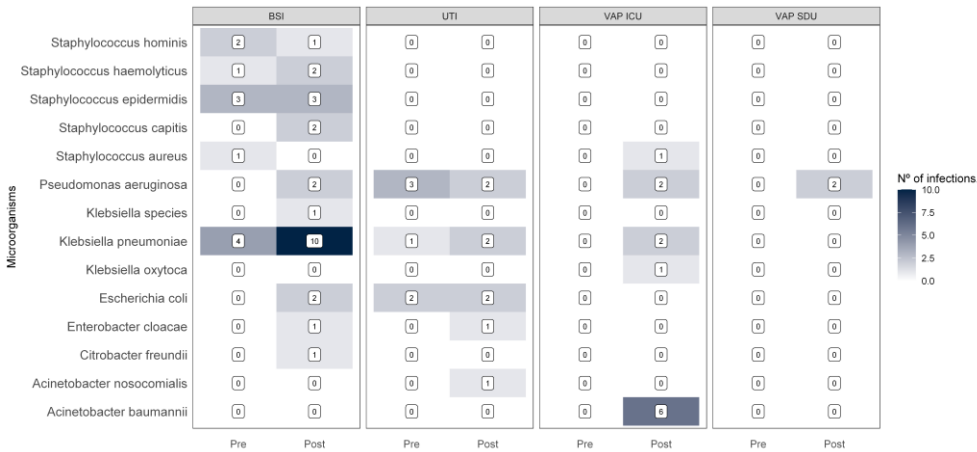 BSI UTI VAP ICU VAP SDU
Staphylococcus hominis 2 1 0 0 0 0 0 0
Staphylococcus haemolyticus 1 2 0 0 0 0 0 0
Staphylococcus epidermidis 3 3 0 0 0 0 0 0
Staphylococcus capitis 0 2 0 0 0 0 0 0
Staphylococcus aureus 1 0 0 0 0 1 0 0
Pseudomonas aeruginosa 0 2 3 2 0 2 0 2
Klebsiella species 0 1 0 0 0 0 0 0
Klebsiella pneumoniae 4 10 1 2 0 2 0 0
Klebsiella oxytoca 0 0 0 0 0 1 0 0
Escherichia coli 0 2 2 2 0 0 0 0
Enterobacter cloacae 0 1 0 1 0 0 0 0
Citrobacter freundii 0 1 0 0 0 0 0 0
Acinetobacter nosocomialis 0 0 0 1 0 0 0 0
Acinetobacter baumannii 0 0 0 0 0 6 0 0
Pre Post Pre Post Pre Post Pre Post
Microorganisms
Nº of infections
10.0
7.5
5.0
2.5
0.0